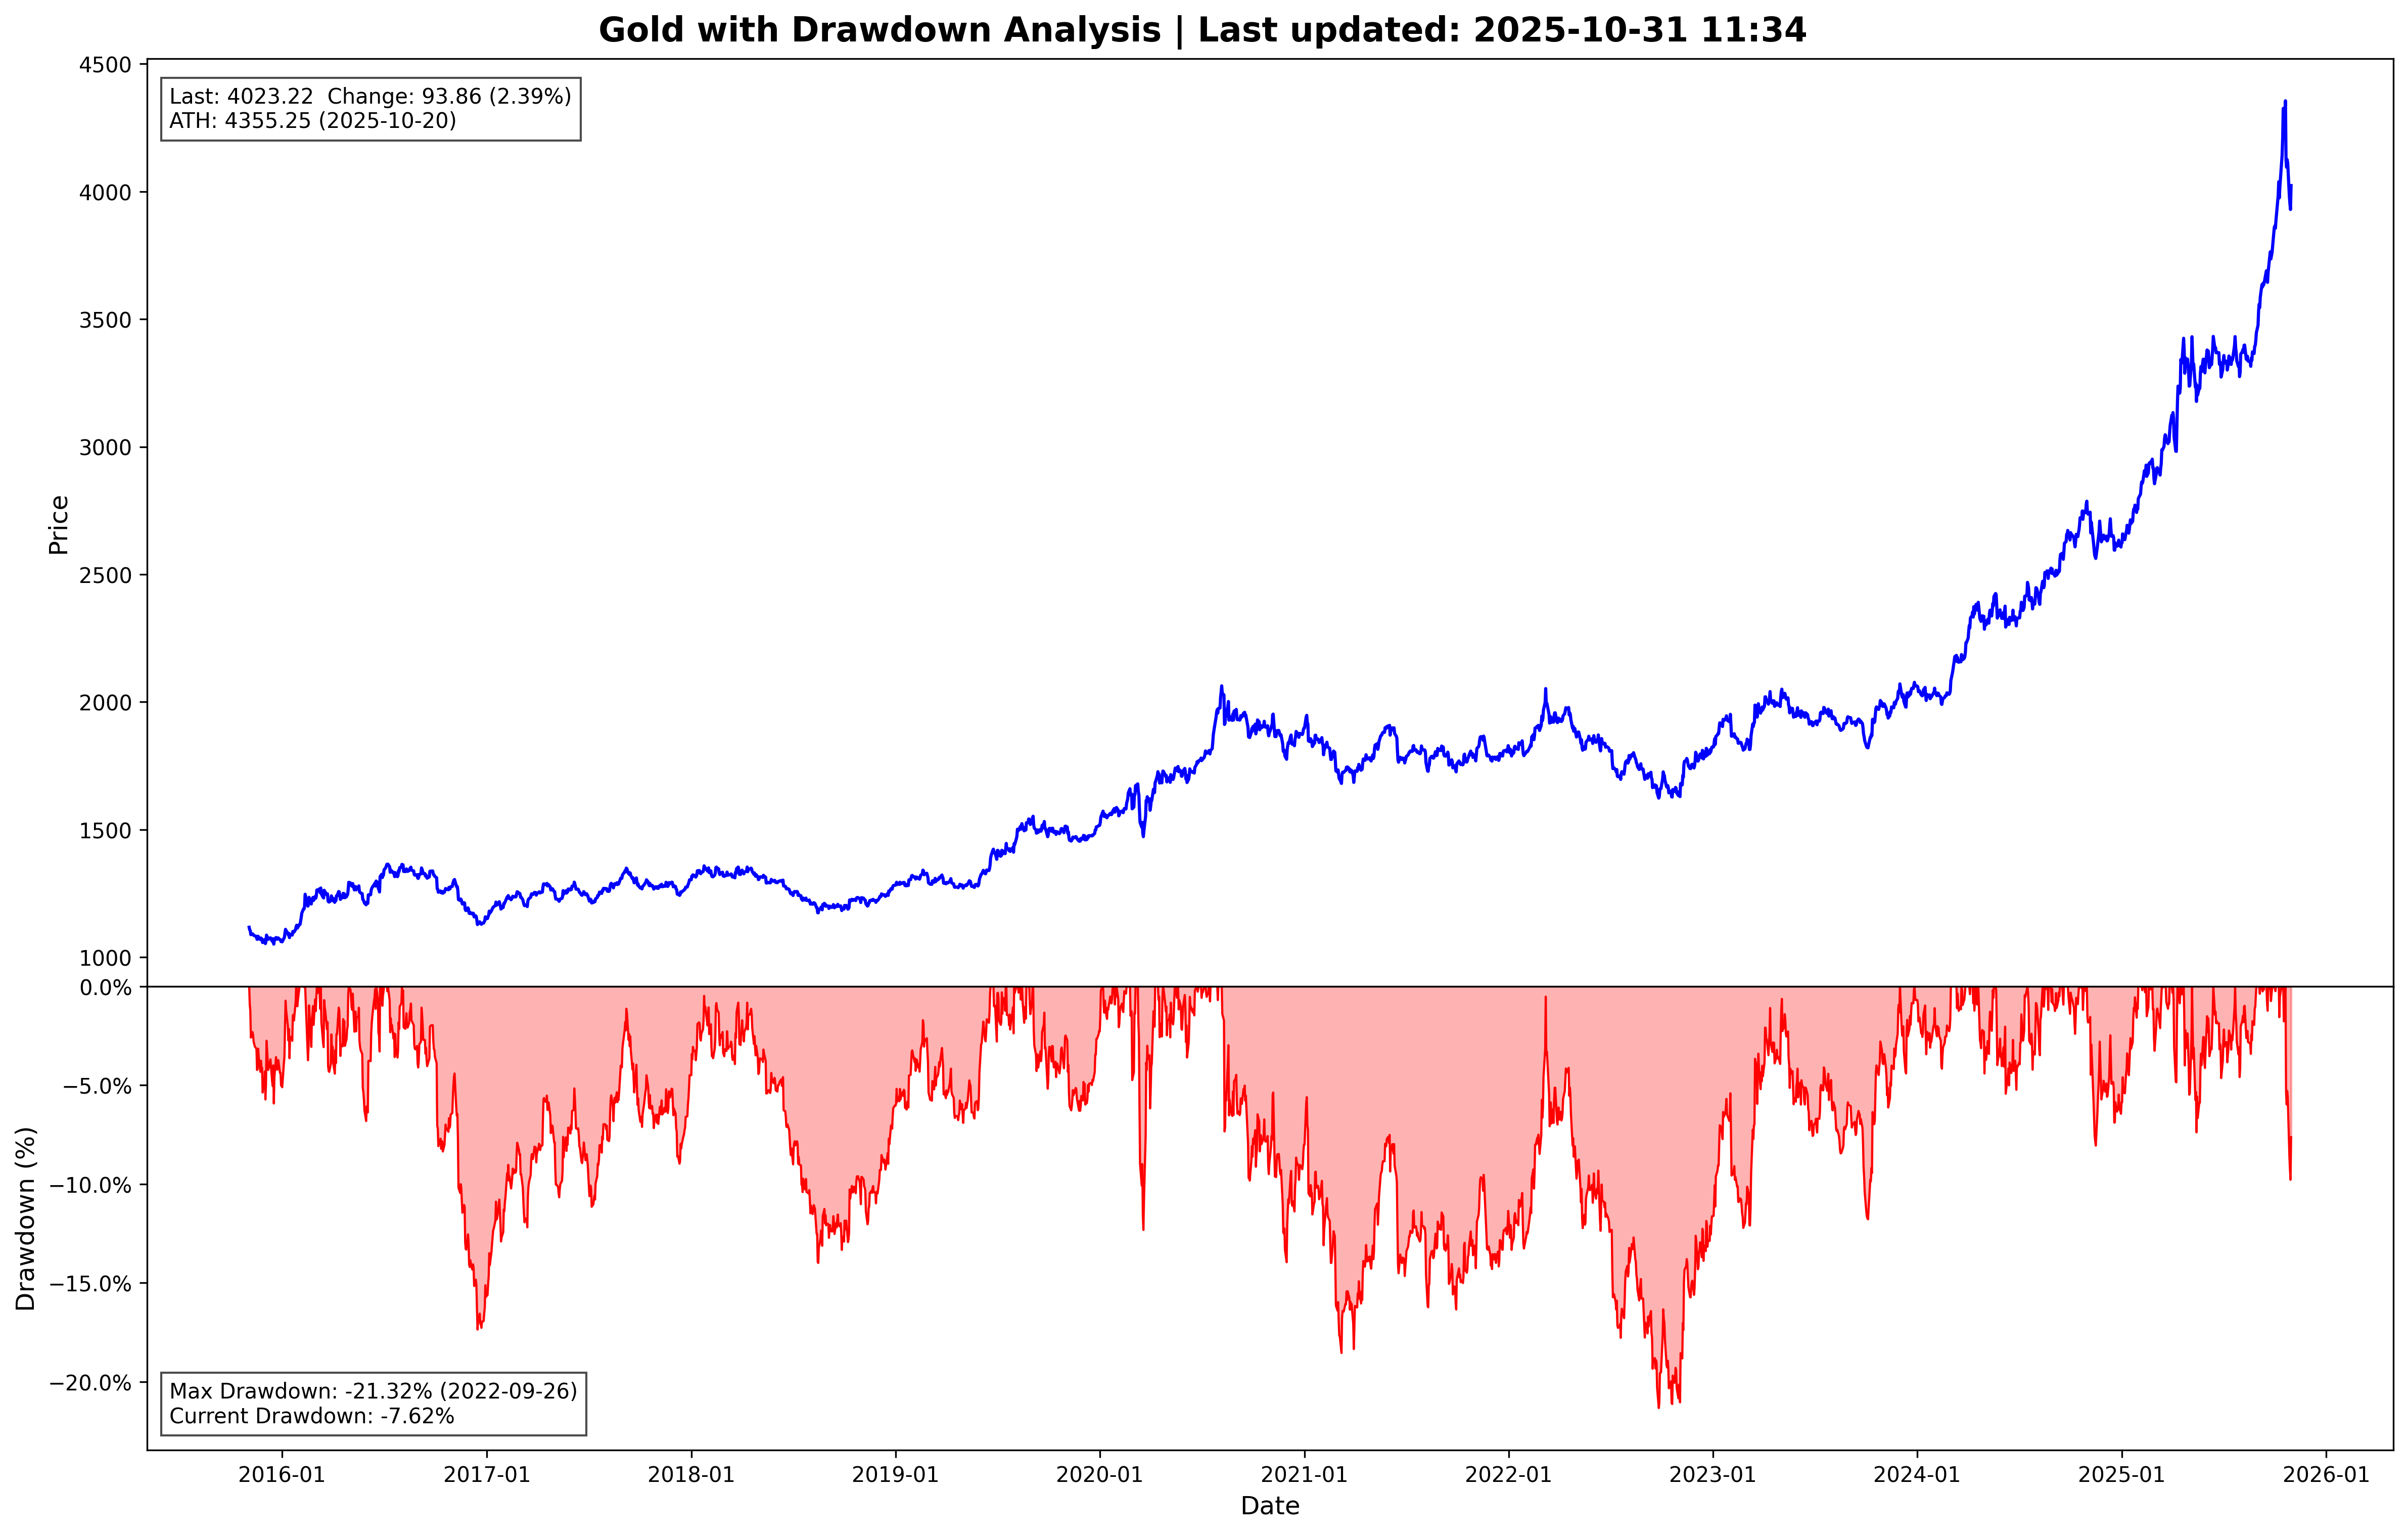 Gold with Drawdown Analysis | Last updated: 2025-10-31 11:34
4500
Last: 4023.22  Change: 93.86 (2.39%)
ATH: 4355.25 (2025-10-20)
4000
3500
3000
Price
2500
2000
1500
1000
0.0%
−5.0%
−10.0%
Drawdown (%)
−15.0%
−20.0%
Max Drawdown: -21.32% (2022-09-26)
Current Drawdown: -7.62%
2016-01 2017-01 2018-01 2019-01 2020-01 2021-01 2022-01 2023-01 2024-01 2025-01 2026-01
Date